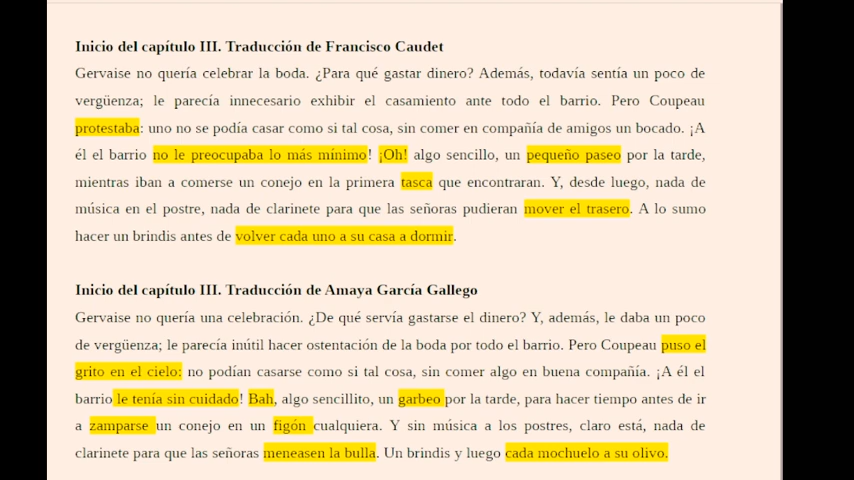 Inicio del capítulo III. Traducción de Francisco Caudet
Gervaise no quería celebrar la boda. ¿Para qué gastar dinero? Además, todavía sentía un poco de
vergüenza; le parecía innecesario exhibir el casamiento ante todo el barrio. Pero Coupeau
protestaba: uno no se podía casar como si tal cosa, sin comer en compañía de amigos un bocado. ¡A
él el barrio no le preocupaba lo más mínimo! ¡Oh! algo sencillo, un pequeño paseo por la tarde,
mientras iban a comerse un conejo en la primera tasca que encontraran. Y, desde luego, nada de
música en el postre, nada de clarinete para que las señoras pudieran mover el trasero. A lo sumo
hacer un brindis antes de volver cada uno a su casa a dormir.
Inicio del capítulo III. Traducción de Amaya García Gallego
Gervaise no quería una celebración. ¿De qué servía gastarse el dinero? Y, además, le daba un poco
de vergüenza; le parecía inútil hacer ostentación de la boda por todo el barrio. Pero Coupeau puso el
grito en el cielo: no podían casarse como si tal cosa, sin comer algo en buena compañía. ¡A él el
barrio le tenía sin cuidado! Bah, algo sencillito, un garbeo por la tarde, para hacer tiempo antes de ir
a zamparse un conejo en un figón cualquiera. Y sin música a los postres, claro está, nada de
clarinete para que las señoras meneasen la bulla. Un brindis y luego cada mochuelo a su olivo.